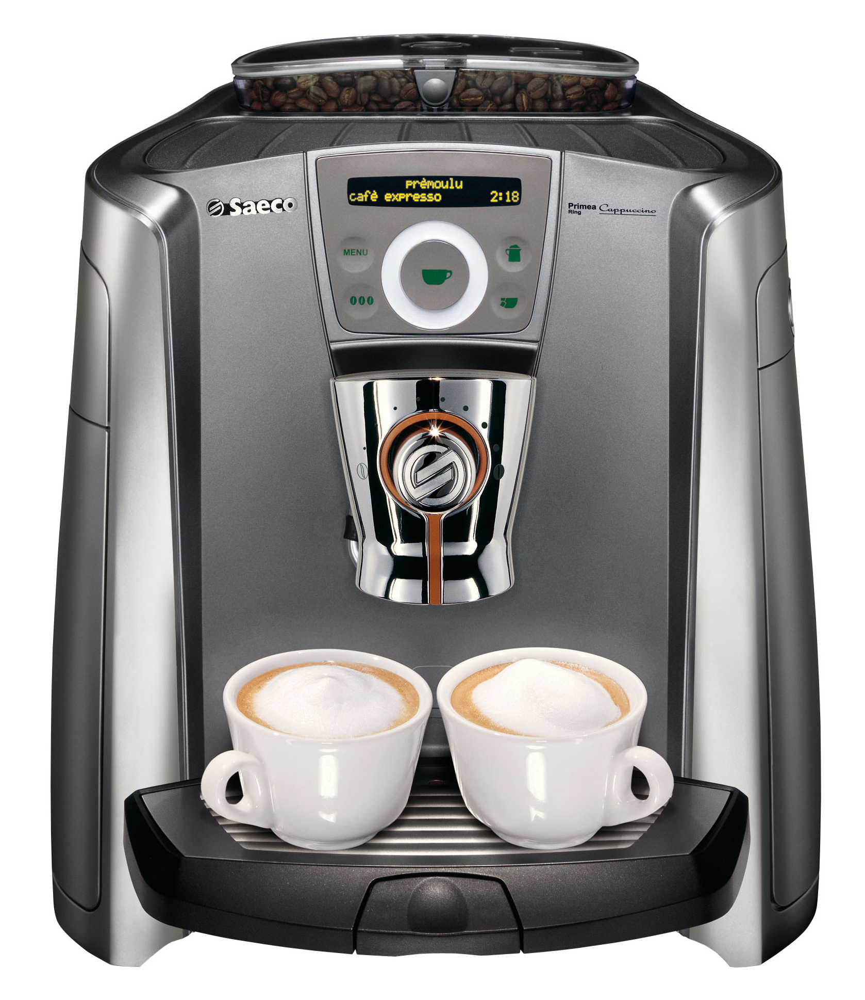 prèmoulu
cafè expresso 2:18
Saeco
Primea Cappuccino
Ring
MENU